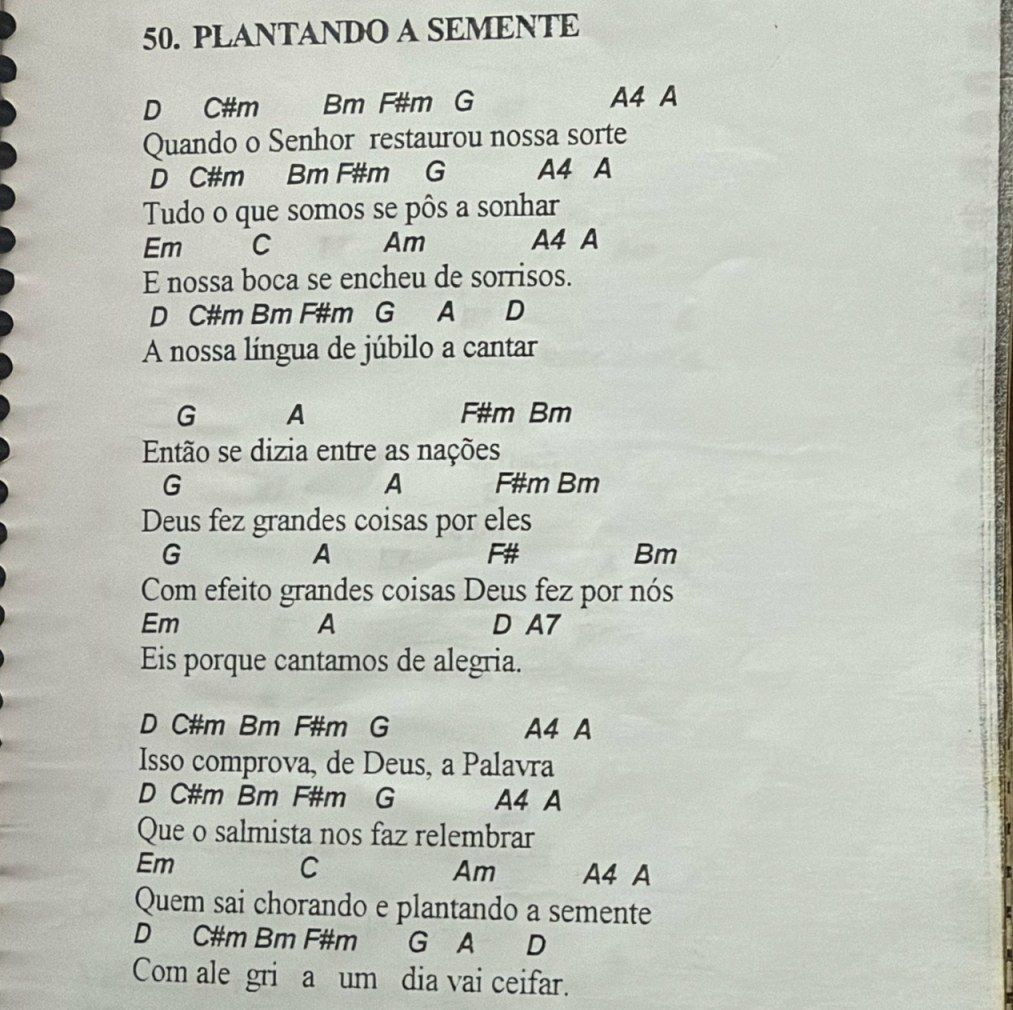 50. PLANTANDO A SEMENTE
D C#m Bm F#m G A4 A
Quando o Senhor restaurou nossa sorte
D C#m Bm F#m G A4 A
Tudo o que somos se pôs a sonhar
Em C Am A4 A
E nossa boca se encheu de sorrisos.
D C#m Bm F#m G A D
A nossa língua de júbilo a cantar
G A F#m Bm
Então se dizia entre as nações
G A F#m Bm
Deus fez grandes coisas por eles
G A F# Bm
Com efeito grandes coisas Deus fez por nós
Em A D A7
Eis porque cantamos de alegria.
D C#m Bm F#m G A4 A
Isso comprova, de Deus, a Palavra
D C#m Bm F#m G A4 A
Que o salmista nos faz relembrar
Em C Am A4 A
Quem sai chorando e plantando a semente
D C#m Bm F#m G A D
Com ale gri a um dia vai ceifar.